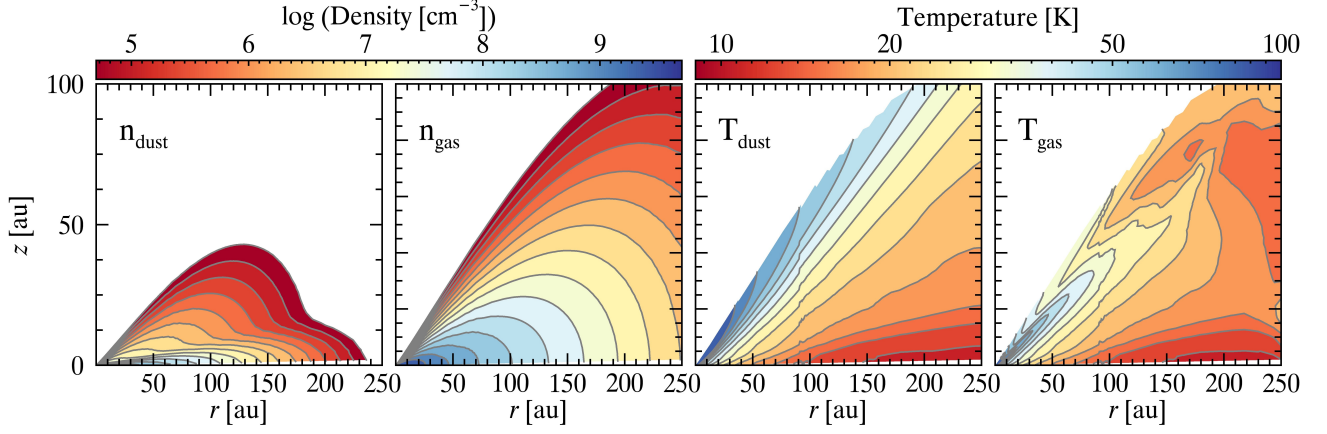 log (Density [cm⁻³])
Temperature [K]
5 6 7 8 9
10 20 50 100
n_dust
n_gas
T_dust
T_gas
z [au]
100
50
0
50 100 150 200 250
50 100 150 200 250
50 100 150 200 250
50 100 150 200 250
r [au]
r [au]
r [au]
r [au]